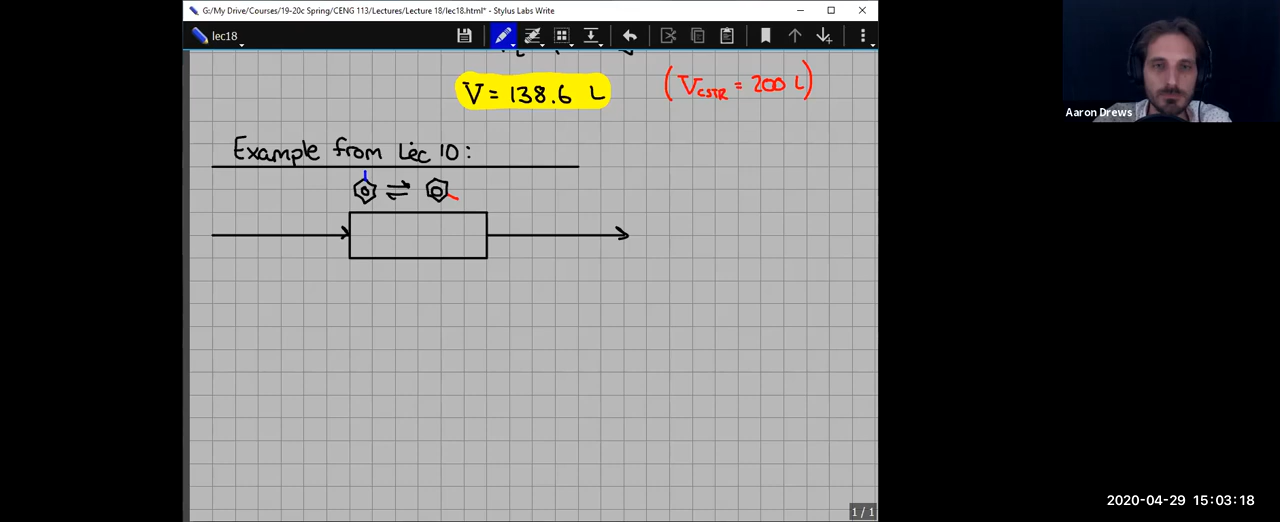 G:/My Drive/Courses/19-20c Spring/CENG 113/Lectures/Lecture 18/lec18.html* - Stylus Labs Write
lec18
V = 138.6 L
(V_CSTR = 200 L)
Aaron Drews
Example from Lec 10:
⇌
2020-04-29 15:03:18
1 / 1